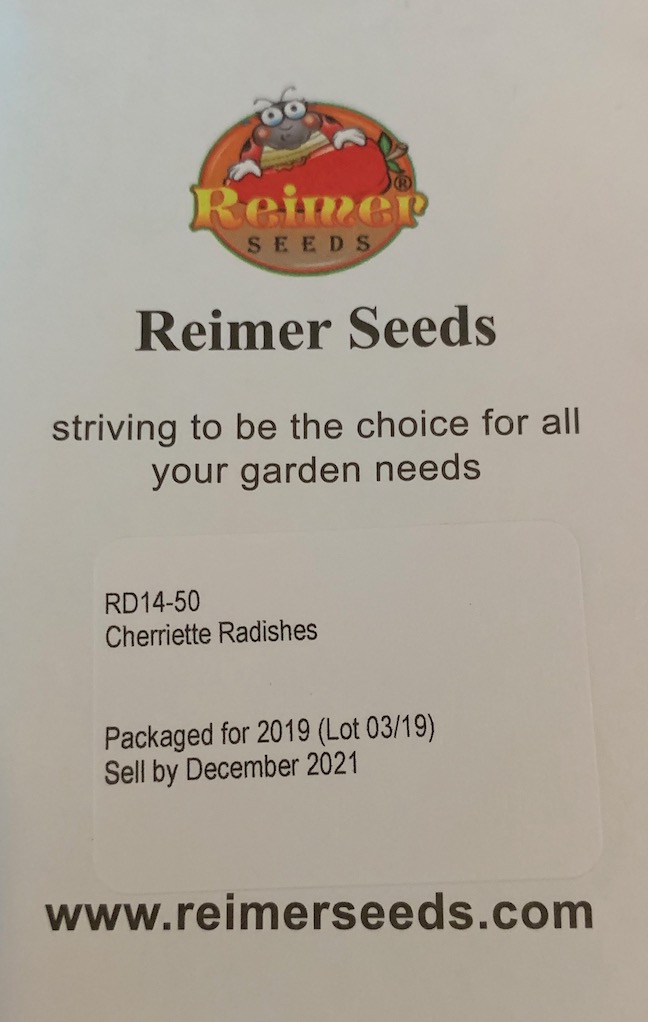 Reimer®
SEEDS
Reimer Seeds
striving to be the choice for all
your garden needs
RD14-50
Cherriette Radishes
Packaged for 2019 (Lot 03/19)
Sell by December 2021
www.reimerseeds.com